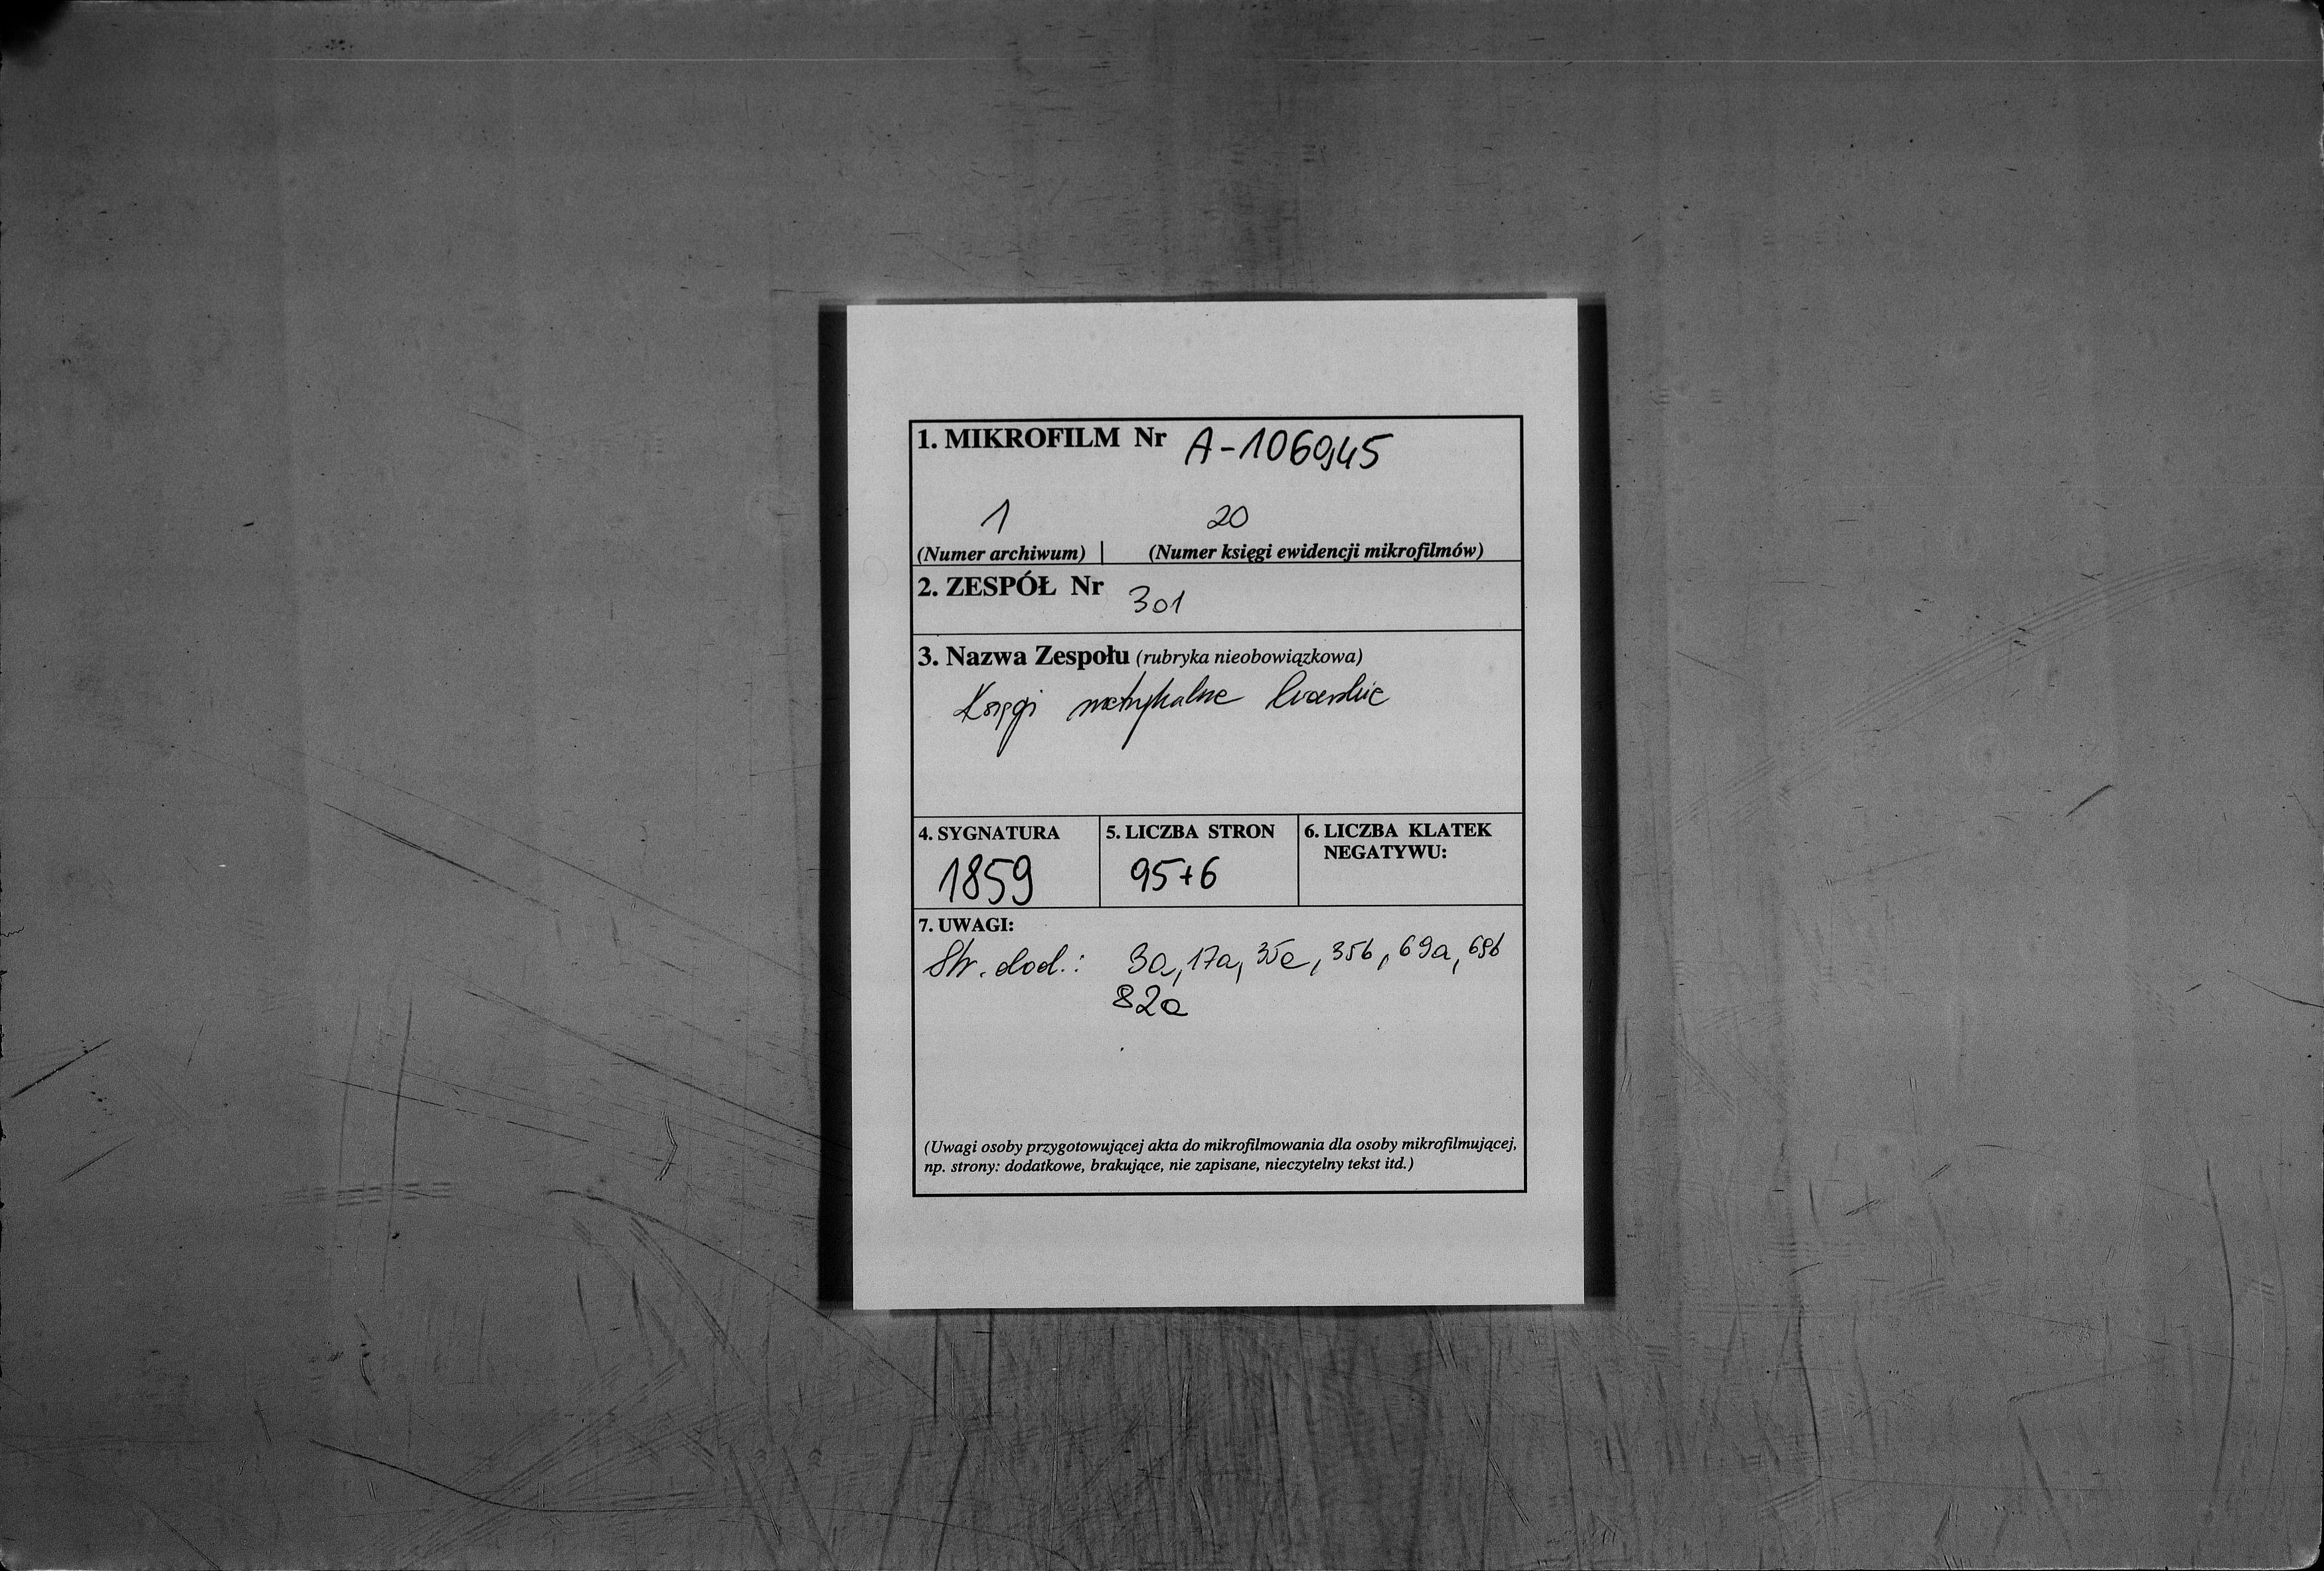 1. MIKROFILM Nr A-106945
1 20
(Numer archiwum) | (Numer księgi ewidencji mikrofilmów)
2. ZESPÓŁ Nr 301
3. Nazwa Zespołu (rubryka nieobowiązkowa)
Księgi metrykalne
4. SYGNATURA
1859
5. LICZBA STRON
95+6
6. LICZBA KLATEK
NEGATYWU:
7. UWAGI:
Str. dod.: 3a, 17a, 35a, 35b, 69a, 69b
82a
(Uwagi osoby przygotowującej akta do mikrofilmowania dla osoby mikrofilmującej,
np. strony: dodatkowe, brakujące, nie zapisane, nieczytelny tekst itd.)